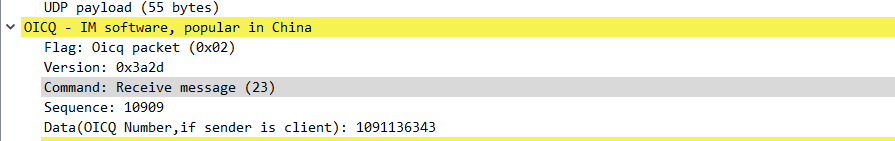 UDP payload (55 bytes)
OICQ - IM software, popular in China
Flag: Oicq packet (0x02)
Version: 0x3a2d
Command: Receive message (23)
Sequence: 10909
Data(OICQ Number,if sender is client): 1091136343